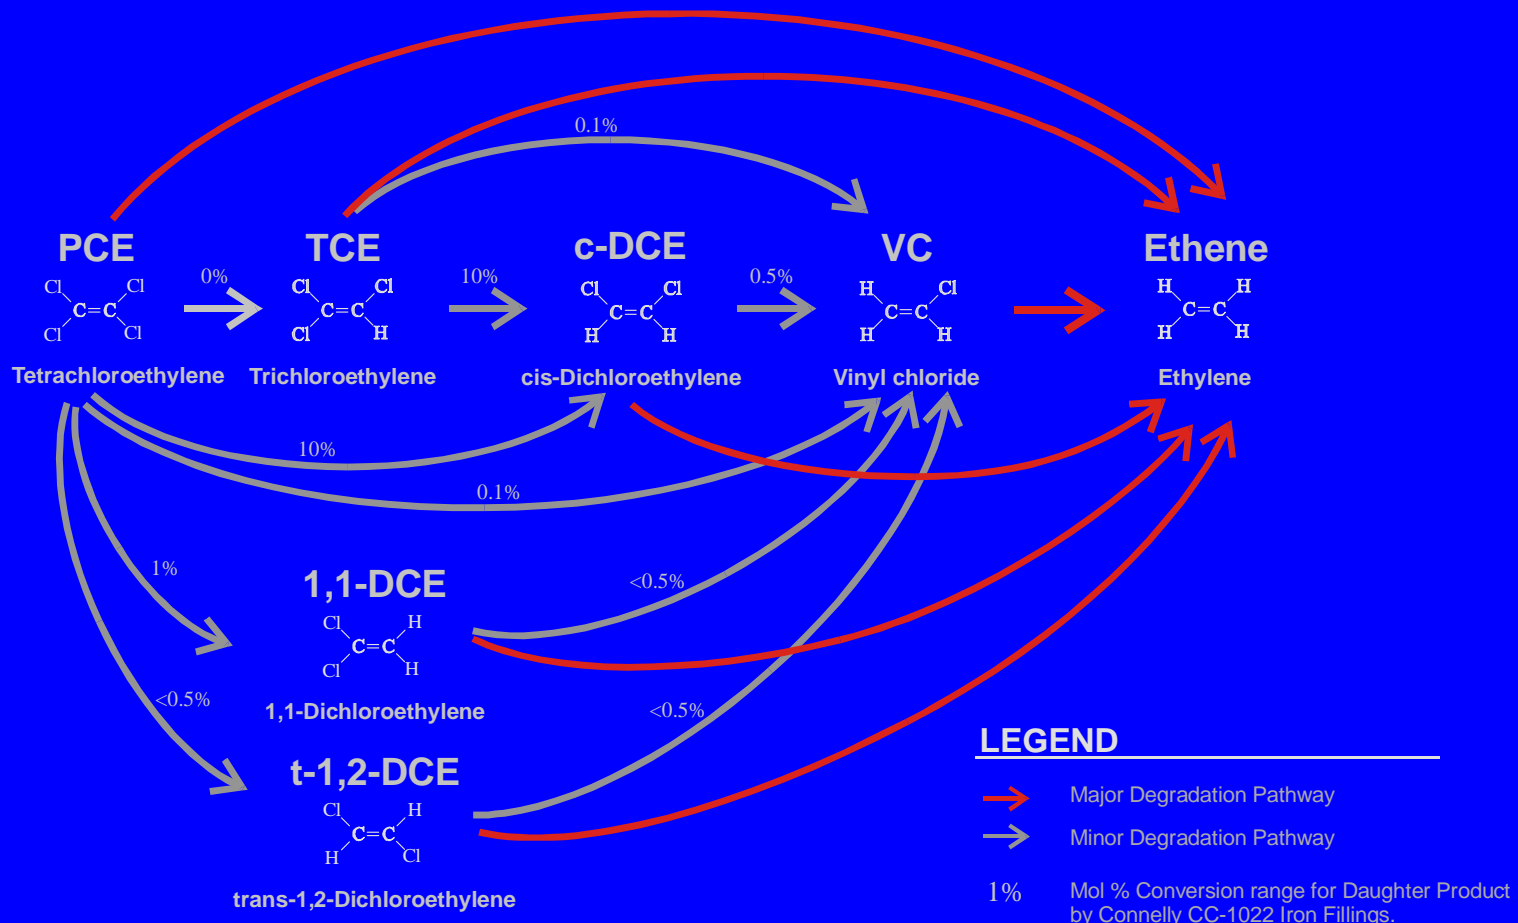 0.1%
PCE
TCE
c-DCE
VC
Ethene
0%
10%
0.5%
Cl Cl
C=C
Cl Cl
Cl Cl
C=C
Cl H
Cl Cl
C=C
H H
H Cl
C=C
H H
H H
C=C
H H
Tetrachloroethylene
Trichloroethylene
cis-Dichloroethylene
Vinyl chloride
Ethylene
10%
0.1%
1%
<0.5%
1,1-DCE
Cl H
C=C
Cl H
1,1-Dichloroethylene
<0.5%
<0.5%
t-1,2-DCE
Cl H
C=C
H Cl
trans-1,2-Dichloroethylene
LEGEND
Major Degradation Pathway
Minor Degradation Pathway
1% Mol % Conversion range for Daughter Product
by Connelly CC-1022 Iron Fillings.